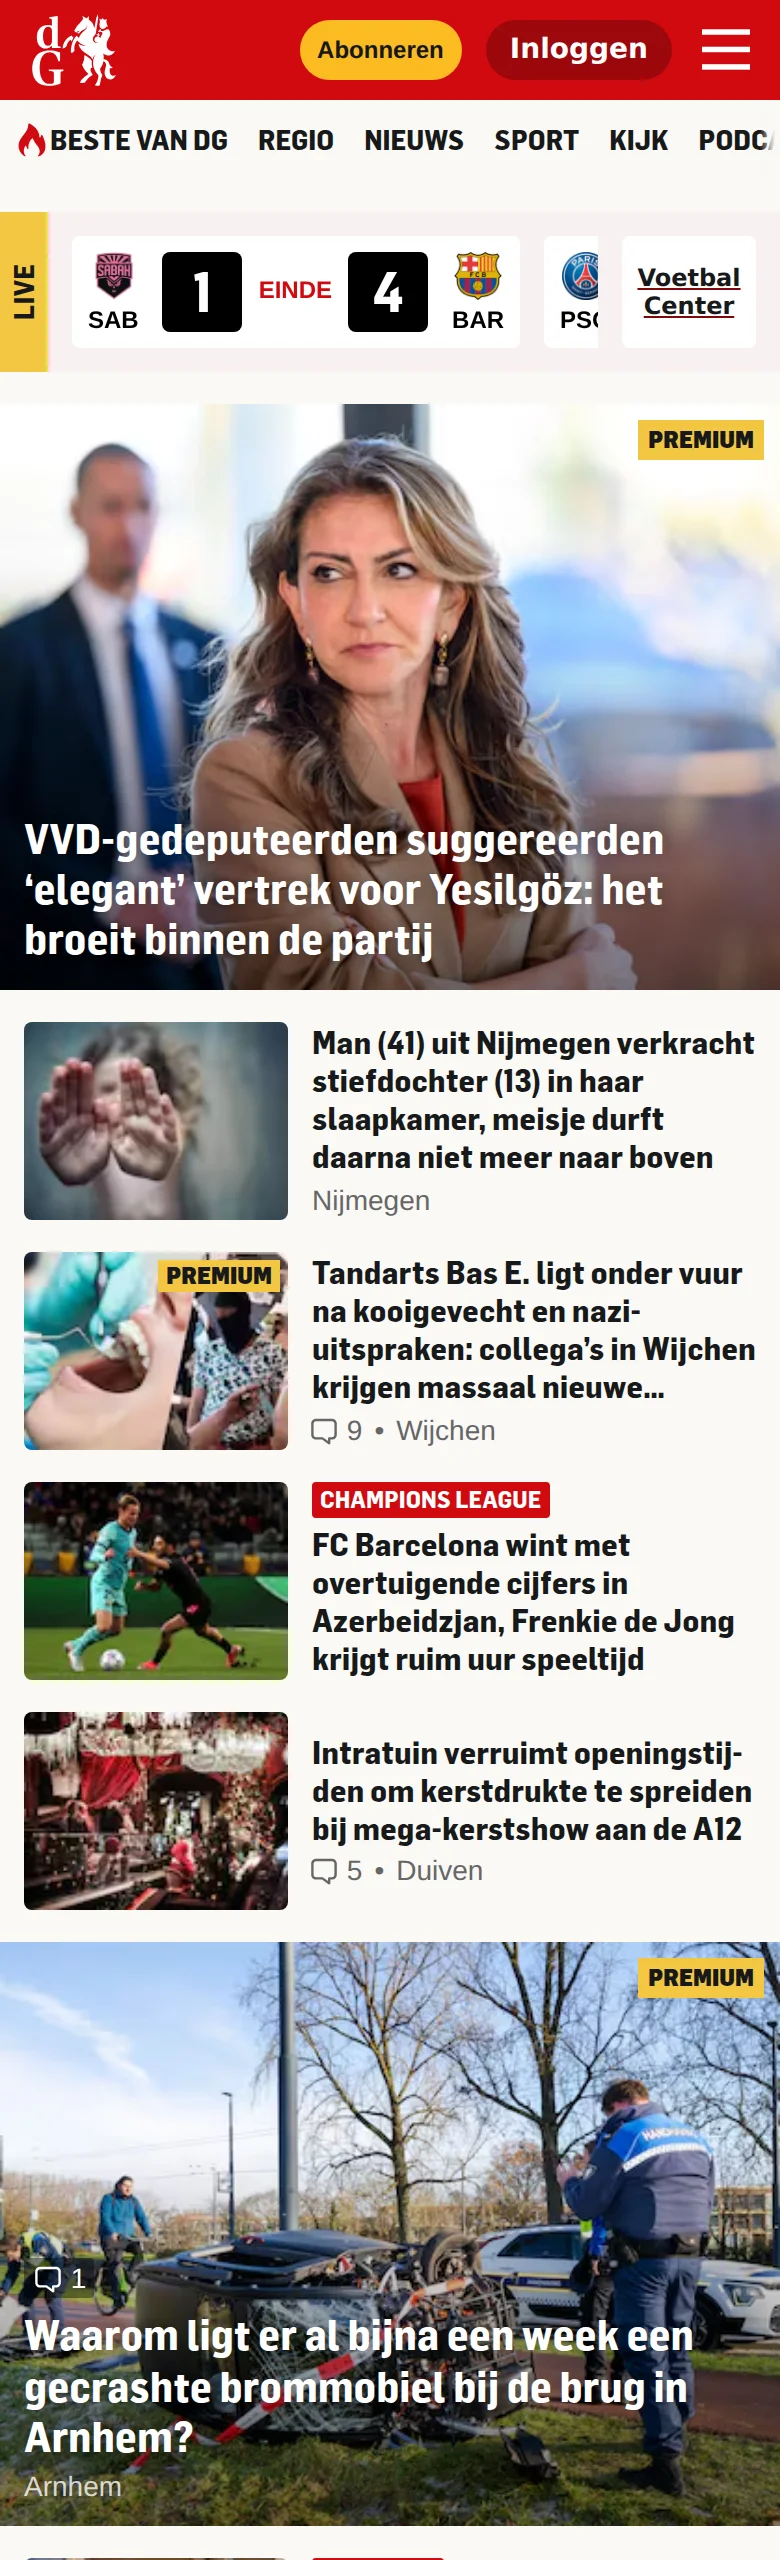 dG
Abonneren
Inloggen
BESTE VAN DG REGIO NIEUWS SPORT KIJK PODCA
LIVE
SABAH
SAB
1
EINDE
4
FCB
BAR
PARIS
PSG
Voetbal
Center
PREMIUM
VVD-gedeputeerden suggereerden
‘elegant’ vertrek voor Yesilgöz: het
broeit binnen de partij
Man (41) uit Nijmegen verkracht
stiefdochter (13) in haar
slaapkamer, meisje durft
daarna niet meer naar boven
Nijmegen
PREMIUM
Tandarts Bas E. ligt onder vuur
na kooigevecht en nazi-
uitspraken: collega’s in Wijchen
krijgen massaal nieuwe...
9 • Wijchen
CHAMPIONS LEAGUE
FC Barcelona wint met
overtuigende cijfers in
Azerbeidzjan, Frenkie de Jong
krijgt ruim uur speeltijd
Intratuin verruimt openingstij-
den om kerstdrukte te spreiden
bij mega-kerstshow aan de A12
5 • Duiven
PREMIUM
1
Waarom ligt er al bijna een week een
gecrashte brommobiel bij de brug in
Arnhem?
Arnhem